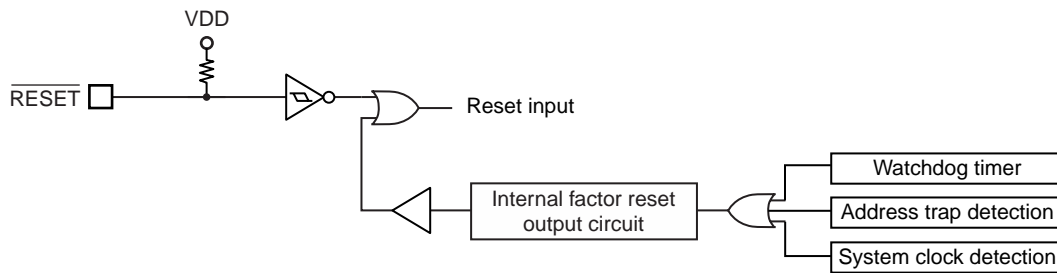 VDD
RESET
Reset input
Watchdog timer
Internal factor reset
output circuit
Address trap detection
System clock detection